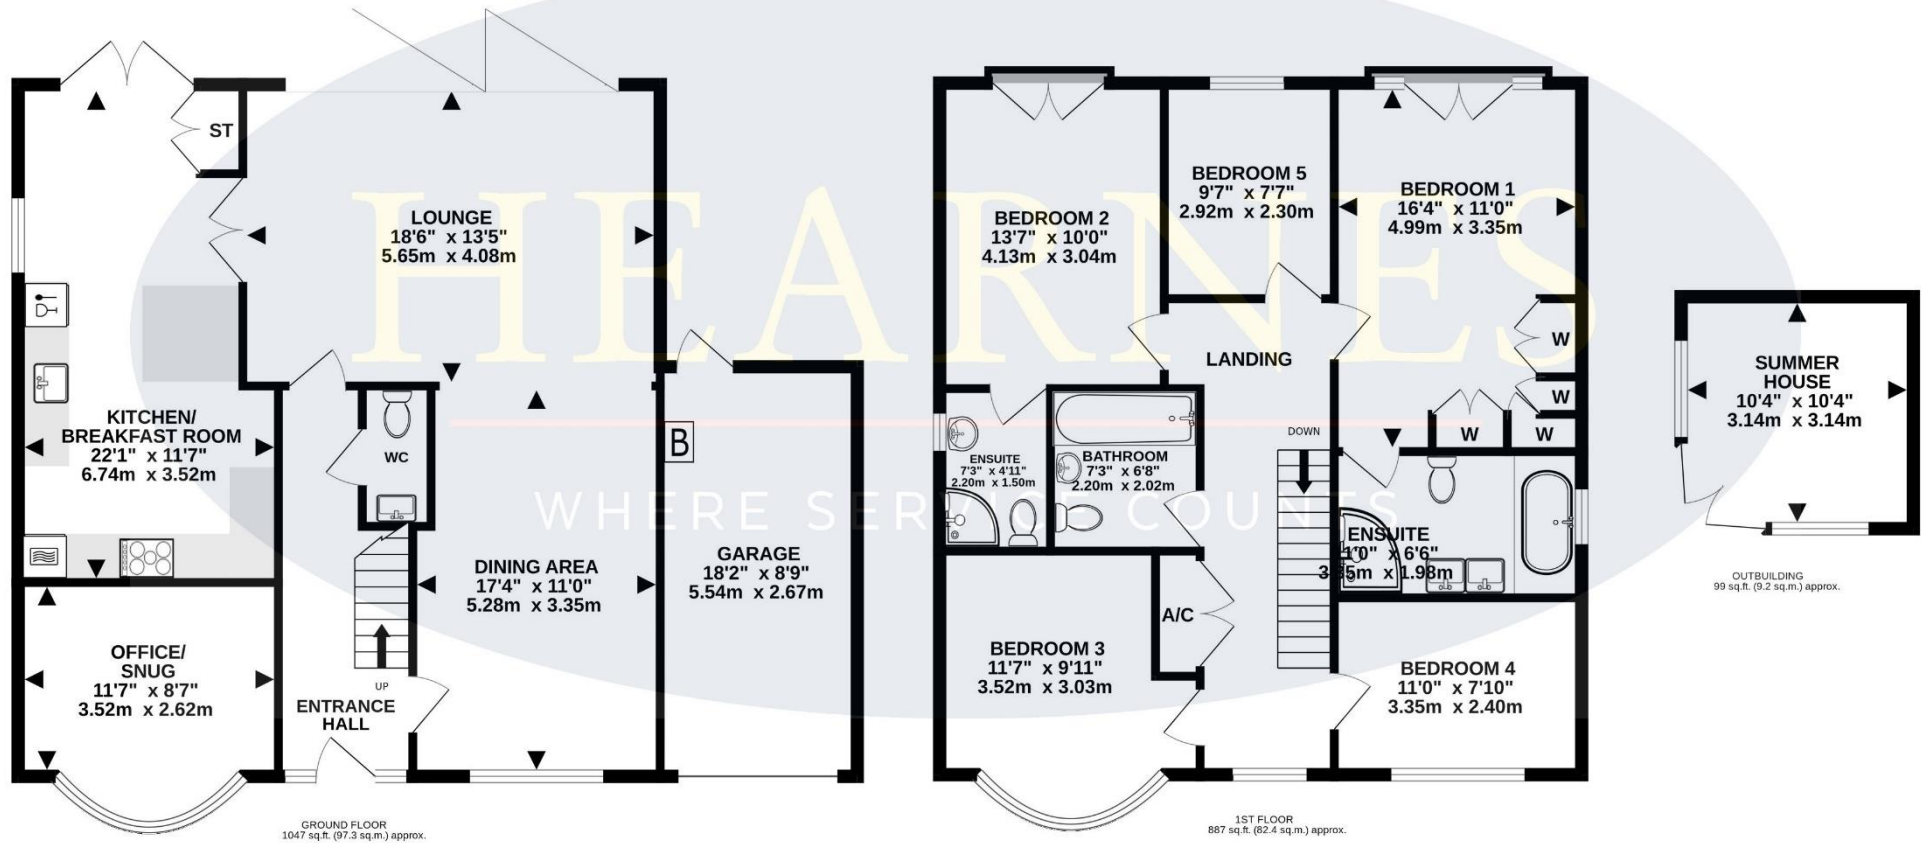 HEARNES
WHERE SERVICE COUNTS
ST
LOUNGE
18'6" x 13'5"
5.65m x 4.08m
KITCHEN/
BREAKFAST ROOM
22'1" x 11'7"
6.74m x 3.52m
WC
B
GARAGE
18'2" x 8'9"
5.54m x 2.67m
DINING AREA
17'4" x 11'0"
5.28m x 3.35m
OFFICE/
SNUG
11'7" x 8'7"
3.52m x 2.62m
UP
ENTRANCE
HALL
GROUND FLOOR
1047 sq.ft. (97.3 sq.m.) approx.
BEDROOM 2
13'7" x 10'0"
4.13m x 3.04m
BEDROOM 5
9'7" x 7'7"
2.92m x 2.30m
BEDROOM 1
16'4" x 11'0"
4.99m x 3.35m
LANDING
W
W
W
W
DOWN
ENSUITE
7'3" x 4'11"
2.20m x 1.50m
BATHROOM
7'3" x 6'8"
2.20m x 2.02m
ENSUITE
11'0" x 6'6"
3.35m x 1.98m
A/C
BEDROOM 3
11'7" x 9'11"
3.52m x 3.03m
BEDROOM 4
11'0" x 7'10"
3.35m x 2.40m
1ST FLOOR
887 sq.ft. (82.4 sq.m.) approx.
SUMMER
HOUSE
10'4" x 10'4"
3.14m x 3.14m
OUTBUILDING
99 sq.ft. (9.2 sq.m.) approx.